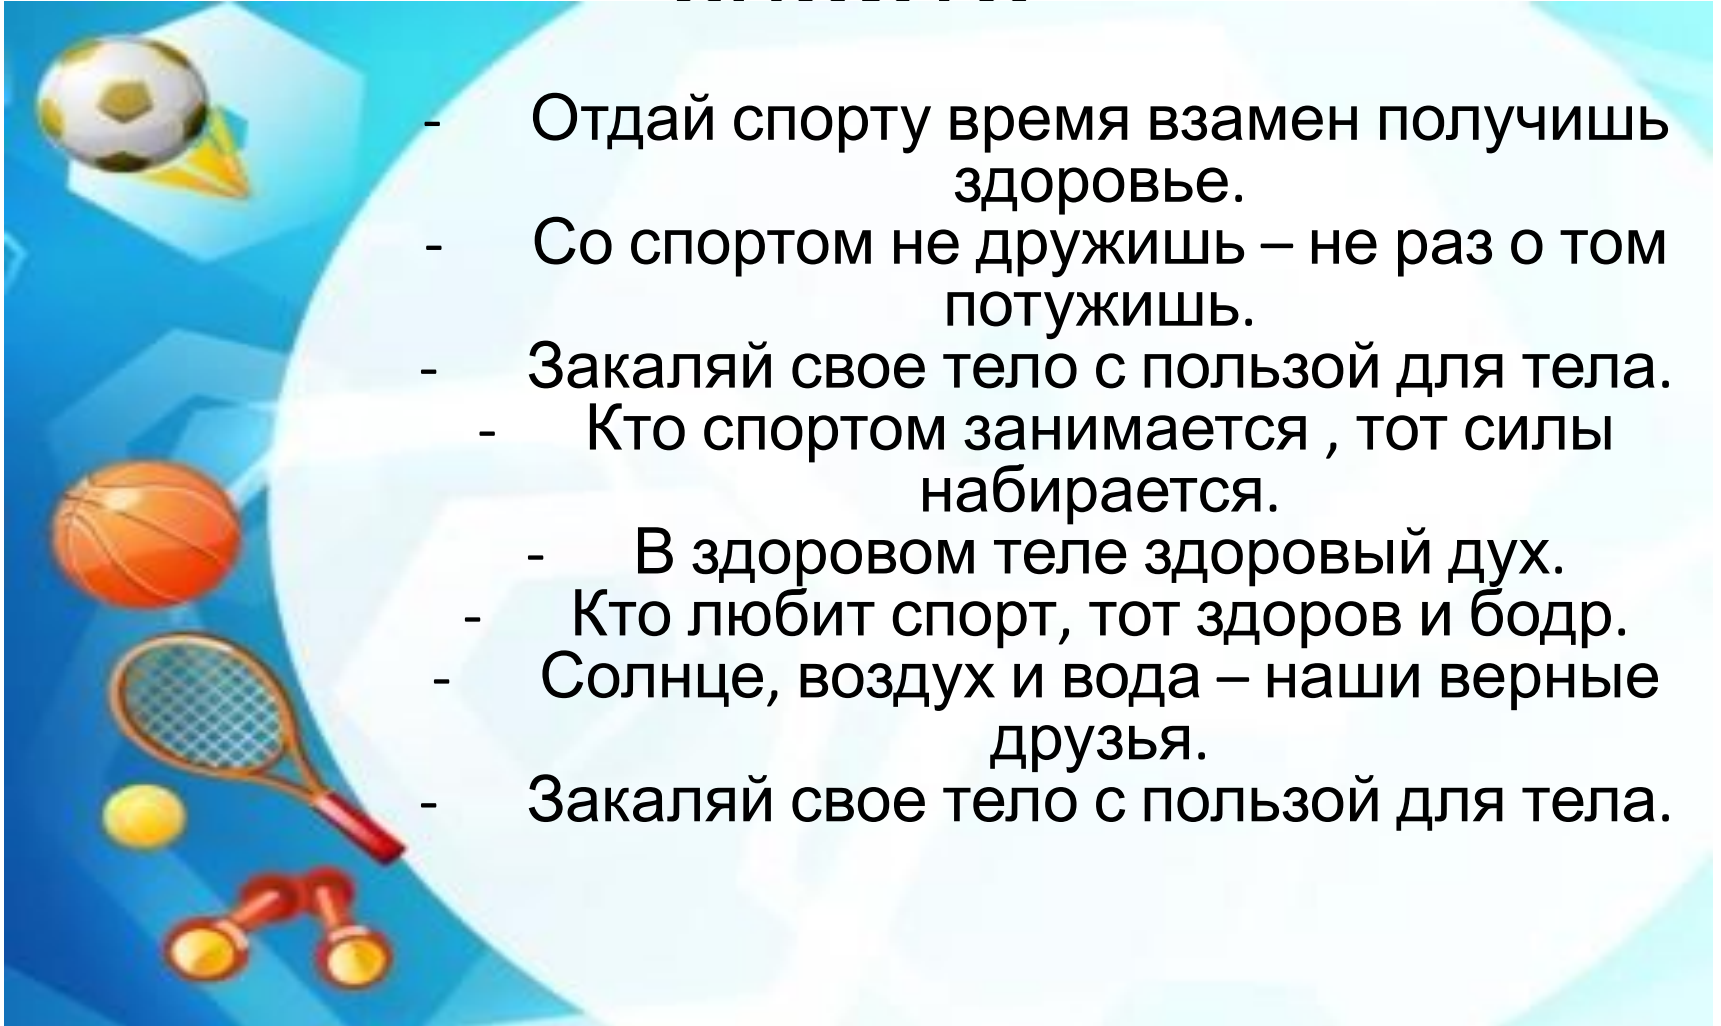 - Отдай спорту время взамен получишь
здоровье.
- Со спортом не дружишь – не раз о том
потужишь.
- Закаляй свое тело с пользой для тела.
- Кто спортом занимается , тот силы
набирается.
- В здоровом теле здоровый дух.
- Кто любит спорт, тот здоров и бодр.
- Солнце, воздух и вода – наши верные
друзья.
- Закаляй свое тело с пользой для тела.